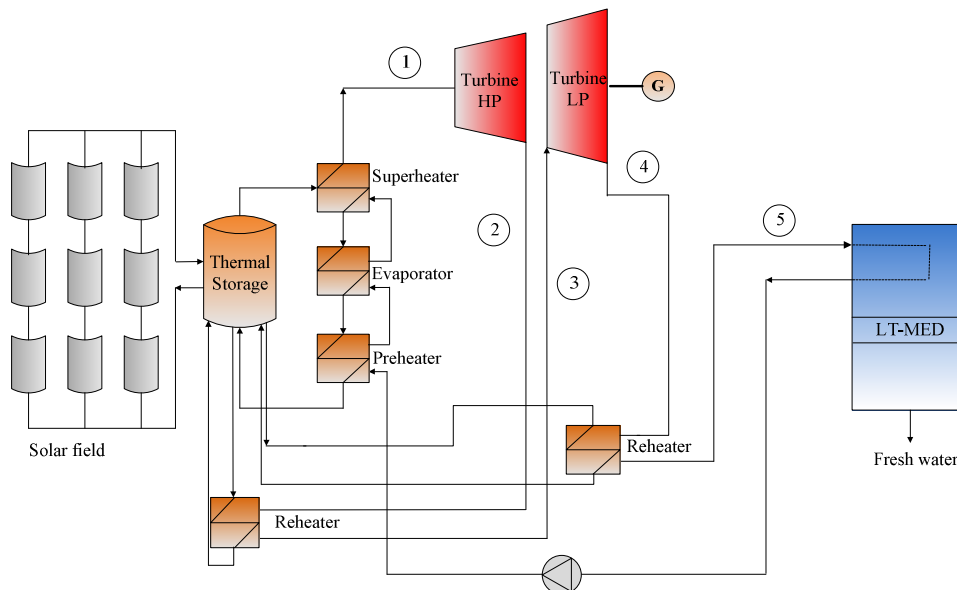 1
Turbine
HP
Turbine
LP
G
Superheater
4
2
5
Thermal
Storage
Evaporator
3
LT-MED
Preheater
Solar field
Reheater
Fresh water
Reheater